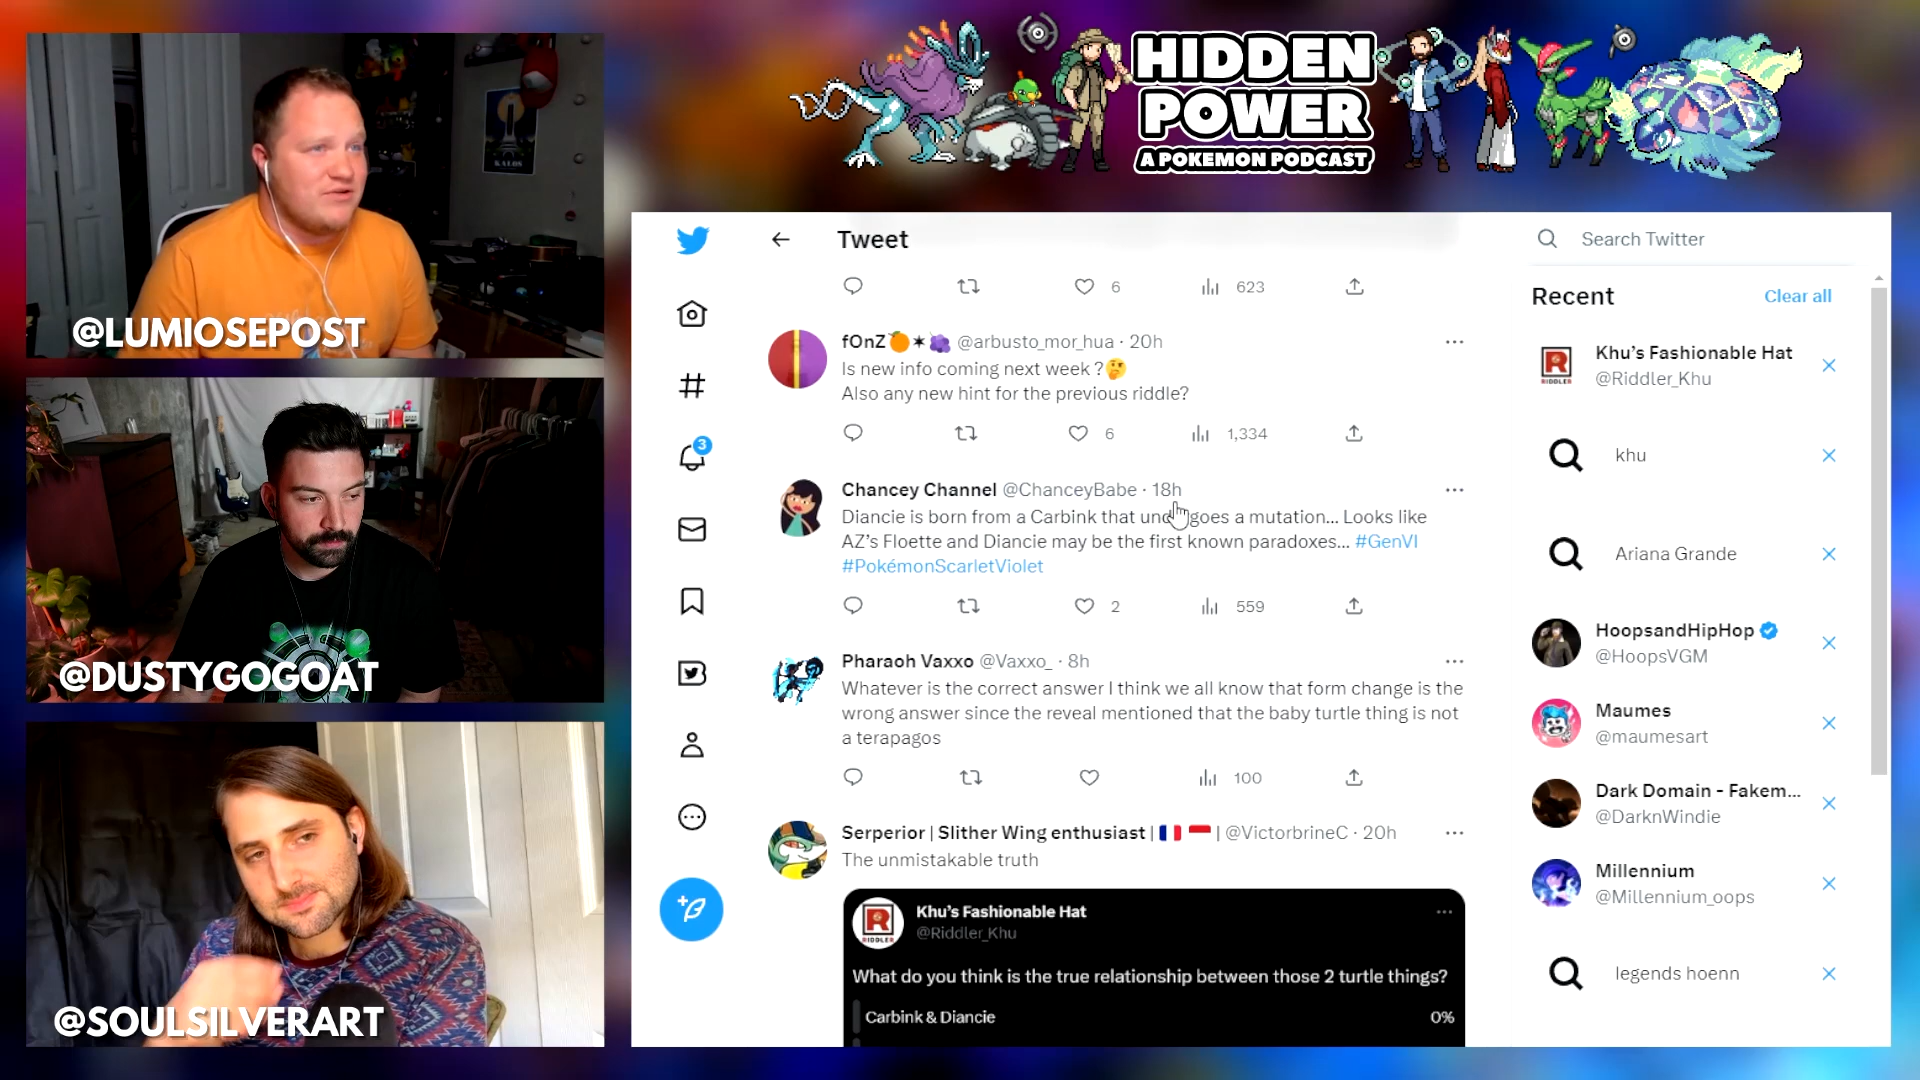 HIDDEN
POWER
A POKEMON PODCAST
KALOS
@LUMIOSEPOST
@DUSTYGOGOAT
@SOULSILVERART
Tweet
6
623
fOnZ🍊✶🍇 @arbusto_mor_hua · 20h
Is new info coming next week ?🤔
Also any new hint for the previous riddle?
6
1,334
3
Chancey Channel @ChanceyBabe · 18h
Diancie is born from a Carbink that undergoes a mutation... Looks like
AZ's Floette and Diancie may be the first known paradoxes... #GenVI
#PokémonScarletViolet
2
559
Pharaoh Vaxxo @Vaxxo_ · 8h
Whatever is the correct answer I think we all know that form change is the
wrong answer since the reveal mentioned that the baby turtle thing is not
a terapagos
100
Serperior | Slither Wing enthusiast | 🇫🇷 🇮🇩 | @VictorbrineC · 20h
The unmistakable truth
R
RIDDLER
Khu's Fashionable Hat
@Riddler_Khu
What do you think is the true relationship between those 2 turtle things?
Carbink & Diancie
0%
Search Twitter
Recent
Clear all
R
RIDDLER
Khu's Fashionable Hat
@Riddler_Khu
khu
Ariana Grande
HoopsandHipHop
@HoopsVGM
Maumes
@maumesart
Dark Domain - Fakem...
@DarknWindie
Millennium
@Millennium_oops
legends hoenn